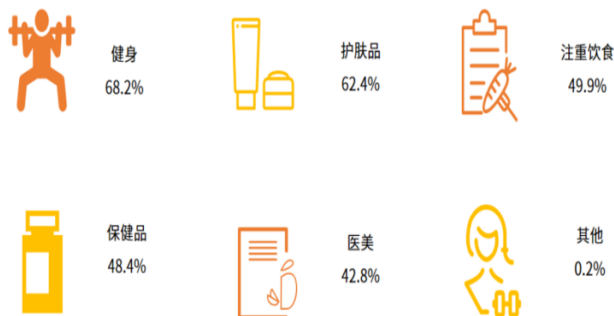 健身
68.2%
护肤品
62.4%
注重饮食
49.9%
保健品
48.4%
医美
42.8%
其他
0.2%